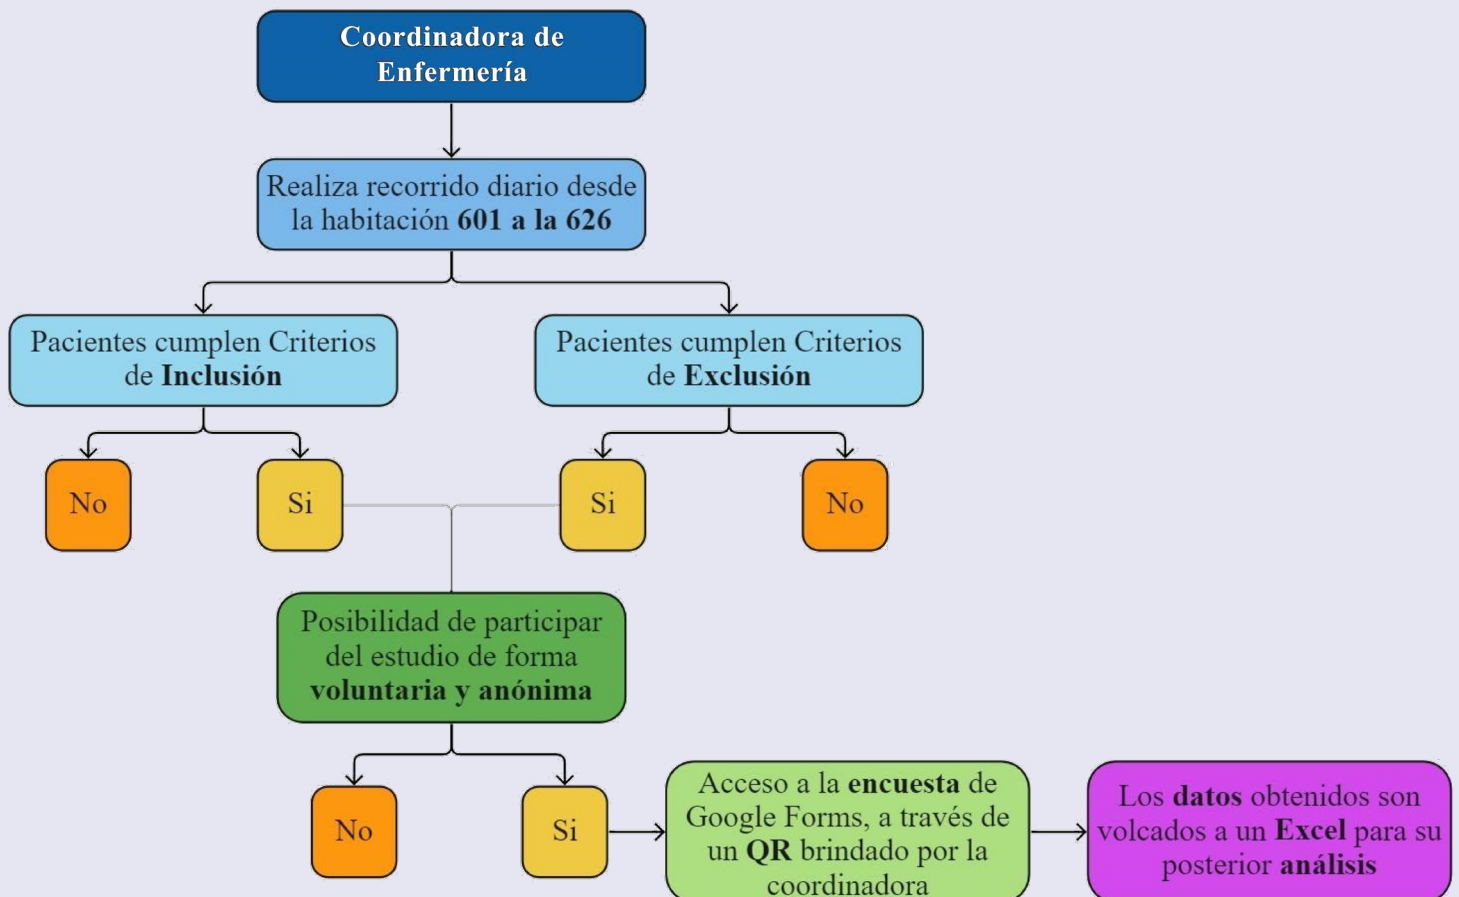 Coordinadora de
Enfermería
Realiza recorrido diario desde
la habitación 601 a la 626
Pacientes cumplen Criterios
de Inclusión
Pacientes cumplen Criterios
de Exclusión
No
Si
Si
No
Posibilidad de participar
del estudio de forma
voluntaria y anónima
No
Si
Acceso a la encuesta de
Google Forms, a través de
un QR brindado por la
coordinadora
Los datos obtenidos son
volcados a un Excel para su
posterior análisis